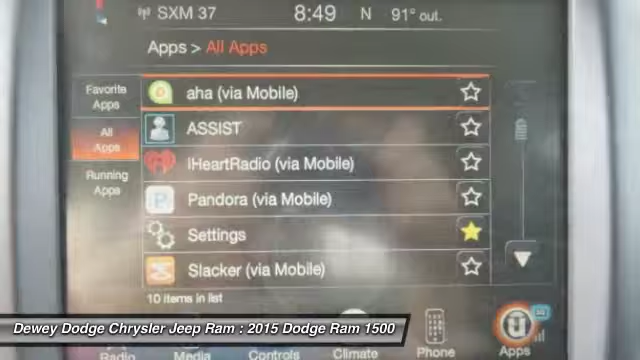 SXM 37 8:49 N 91° out.
Apps > All Apps
Favorite Apps
All Apps
Running Apps
aha (via Mobile)
ASSIST
iHeartRadio (via Mobile)
Pandora (via Mobile)
Settings
Slacker (via Mobile)
10 items in list
Dewey Dodge Chrysler Jeep Ram : 2015 Dodge Ram 1500
Radio Media Controls Climate Phone Apps